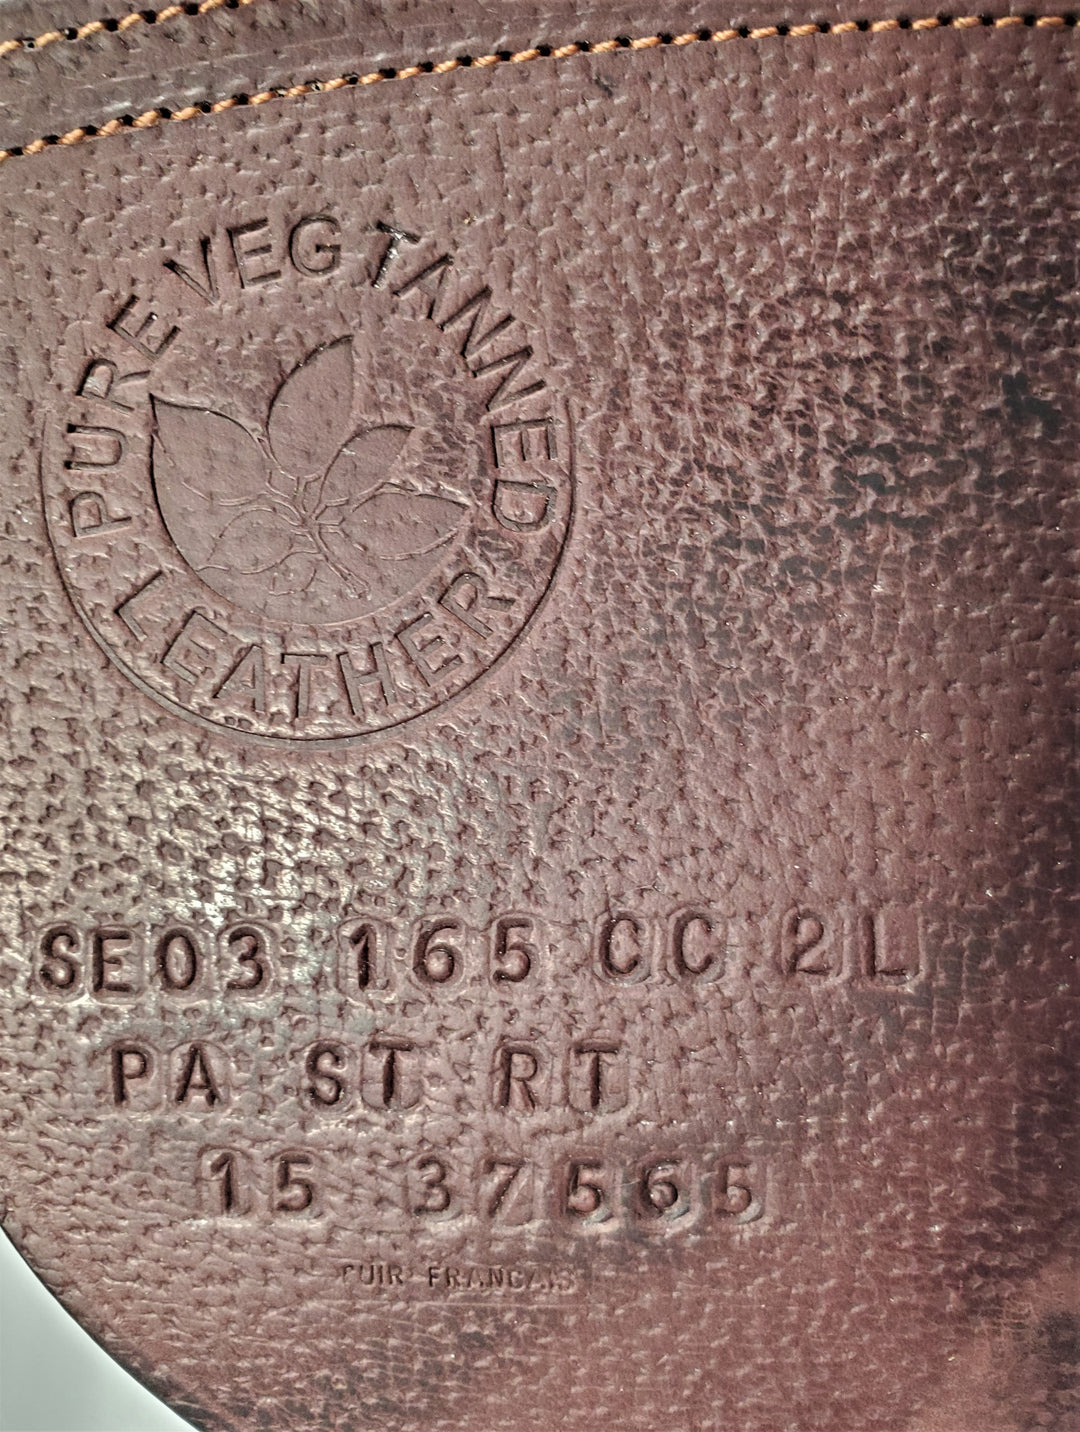 PURE VEG TANNED
LEATHER
SE03 165 CC 2L
PA ST RT
15 37565
CUIR FRANCAIS